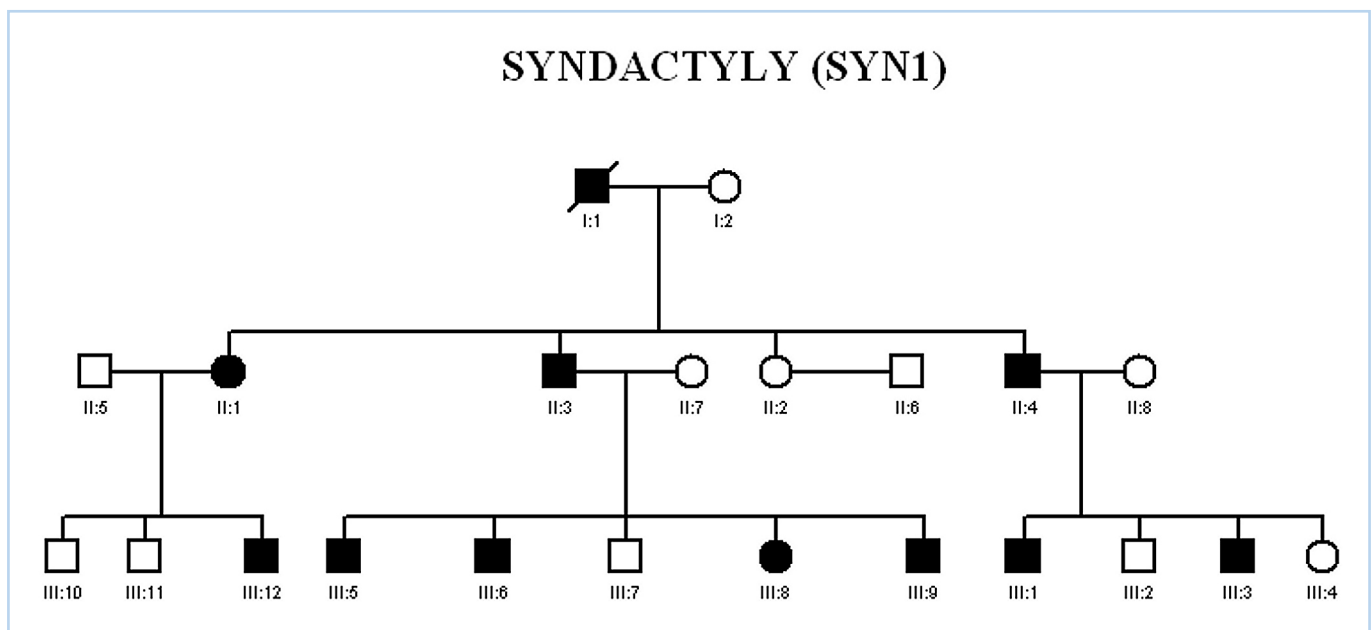 SYNDACTYLY (SYN1)
I:1 I:2
II:5 II:1 II:3 II:7 II:2 II:6 II:4 II:8
III:10 III:11 III:12 III:5 III:6 III:7 III:8 III:9 III:1 III:2 III:3 III:4